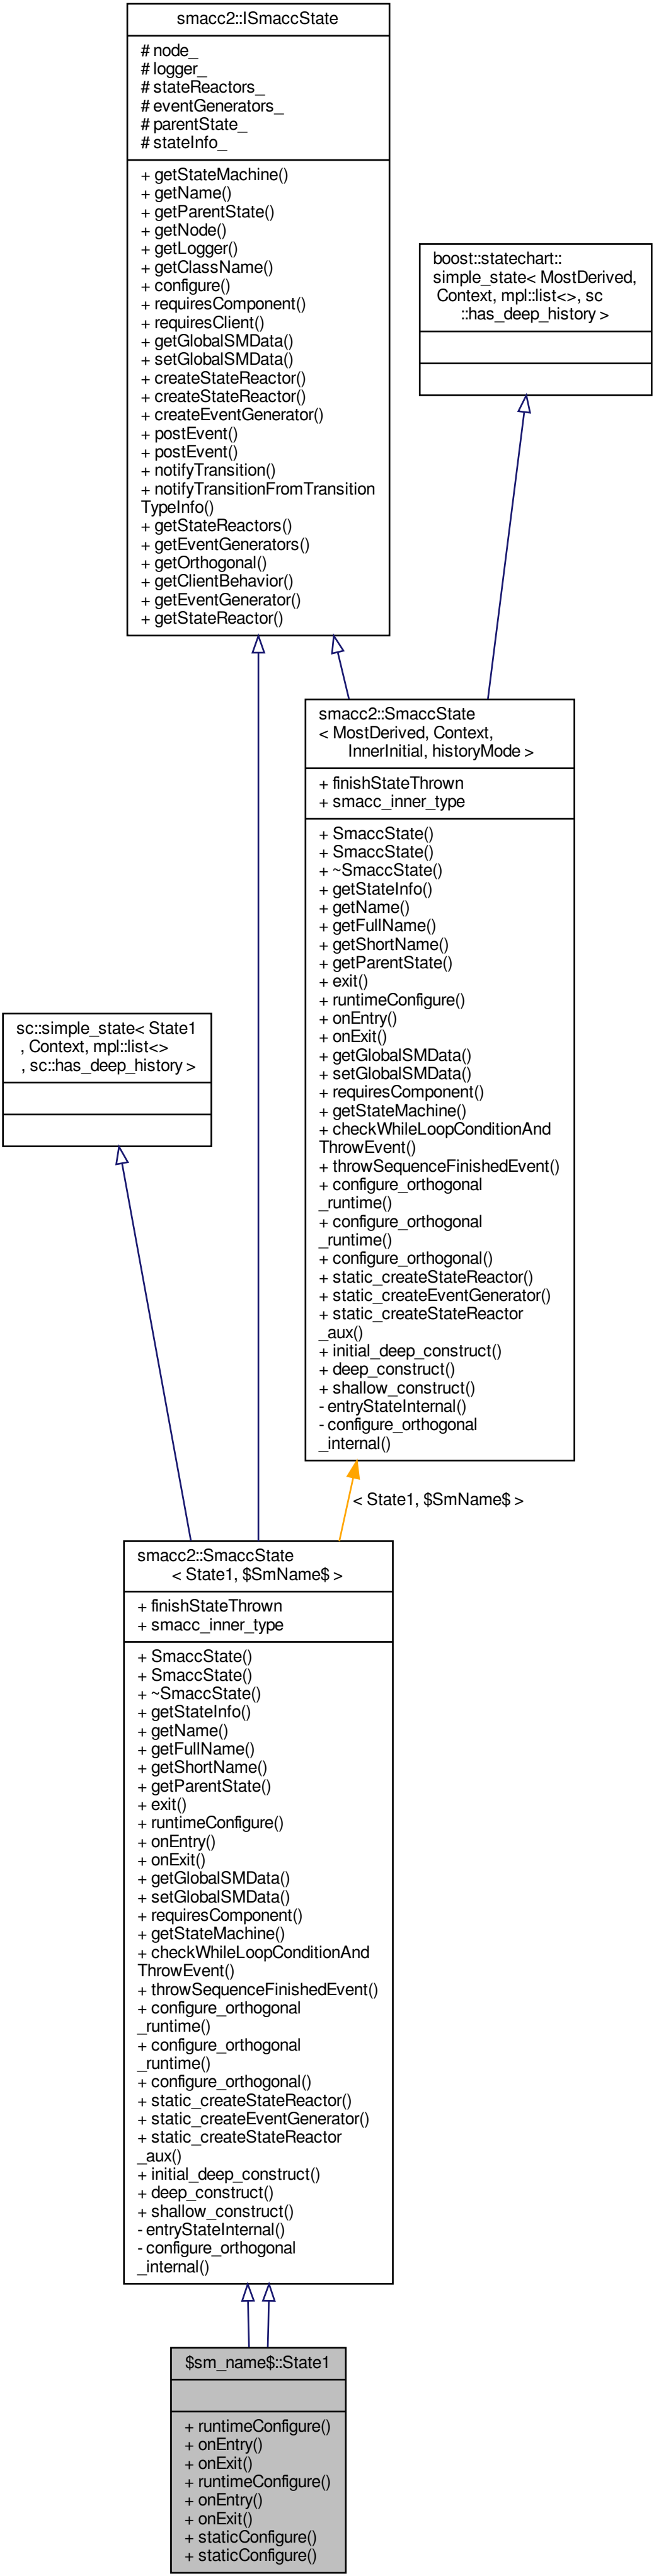 smacc2::ISmaccState
# node_
# logger_
# stateReactors_
# eventGenerators_
# parentState_
# stateInfo_
+ getStateMachine()
+ getName()
+ getParentState()
+ getNode()
+ getLogger()
+ getClassName()
+ configure()
+ requiresComponent()
+ requiresClient()
+ getGlobalSMData()
+ setGlobalSMData()
+ createStateReactor()
+ createStateReactor()
+ createEventGenerator()
+ postEvent()
+ postEvent()
+ notifyTransition()
+ notifyTransitionFromTransition
TypeInfo()
+ getStateReactors()
+ getEventGenerators()
+ getOrthogonal()
+ getClientBehavior()
+ getEventGenerator()
+ getStateReactor()
boost::statechart::
simple_state< MostDerived,
Context, mpl::list<>, sc
::has_deep_history >
smacc2::SmaccState
< MostDerived, Context,
InnerInitial, historyMode >
+ finishStateThrown
+ smacc_inner_type
+ SmaccState()
+ SmaccState()
+ ~SmaccState()
+ getStateInfo()
+ getName()
+ getFullName()
+ getShortName()
+ getParentState()
+ exit()
+ runtimeConfigure()
+ onEntry()
+ onExit()
+ getGlobalSMData()
+ setGlobalSMData()
+ requiresComponent()
+ getStateMachine()
+ checkWhileLoopConditionAnd
ThrowEvent()
+ throwSequenceFinishedEvent()
+ configure_orthogonal
_runtime()
+ configure_orthogonal
_runtime()
+ configure_orthogonal()
+ static_createStateReactor()
+ static_createEventGenerator()
+ static_createStateReactor
_aux()
+ initial_deep_construct()
+ deep_construct()
+ shallow_construct()
- entryStateInternal()
- configure_orthogonal
_internal()
sc::simple_state< State1
, Context, mpl::list<>
, sc::has_deep_history >
< State1, $SmName$ >
smacc2::SmaccState
< State1, $SmName$ >
+ finishStateThrown
+ smacc_inner_type
+ SmaccState()
+ SmaccState()
+ ~SmaccState()
+ getStateInfo()
+ getName()
+ getFullName()
+ getShortName()
+ getParentState()
+ exit()
+ runtimeConfigure()
+ onEntry()
+ onExit()
+ getGlobalSMData()
+ setGlobalSMData()
+ requiresComponent()
+ getStateMachine()
+ checkWhileLoopConditionAnd
ThrowEvent()
+ throwSequenceFinishedEvent()
+ configure_orthogonal
_runtime()
+ configure_orthogonal
_runtime()
+ configure_orthogonal()
+ static_createStateReactor()
+ static_createEventGenerator()
+ static_createStateReactor
_aux()
+ initial_deep_construct()
+ deep_construct()
+ shallow_construct()
- entryStateInternal()
- configure_orthogonal
_internal()
$sm_name$::State1
+ runtimeConfigure()
+ onEntry()
+ onExit()
+ runtimeConfigure()
+ onEntry()
+ onExit()
+ staticConfigure()
+ staticConfigure()